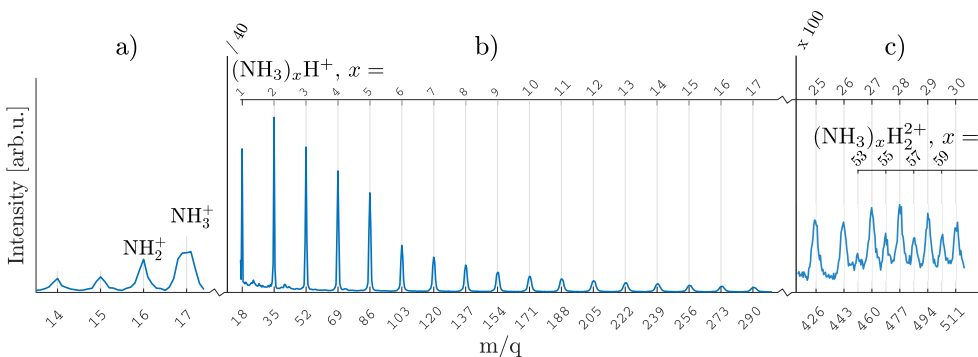 a)
/ 40
b)
x 100
c)
(NH₃)ₓH⁺, x =
1 2 3 4 5 6 7 8 9 10 11 12 13 14 15 16 17
25 26 27 28 29 30
(NH₃)ₓH₂²⁺, x =
53 55 57 59
Intensity [arb.u.]
NH₂⁺
NH₃⁺
14 15 16 17
18 35 52 69 86 103 120 137 154 171 188 205 222 239 256 273 290
426 443 460 477 494 511
m/q